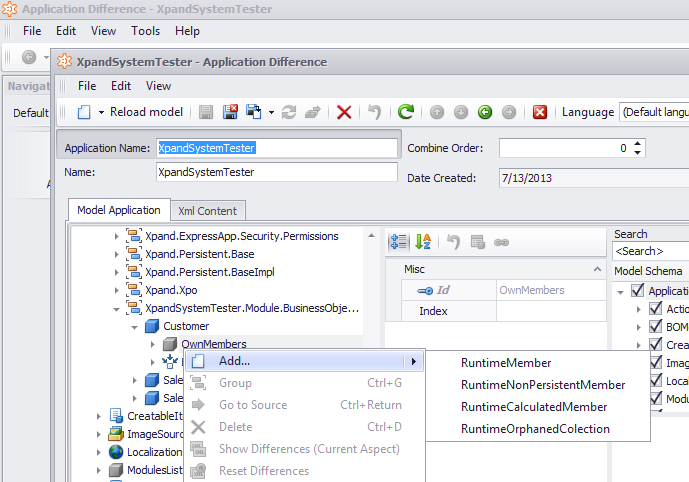 Application Difference - XpandSystemTester
File Edit View Tools Help
Navigat
Default
XpandSystemTester - Application Difference
File Edit View
Reload model Language (Default langu
Application Name: XpandSystemTester Combine Order: 0
Name: XpandSystemTester Date Created: 7/13/2013
Model Application Xml Content
Xpand.ExpressApp.Security.Permissions
Xpand.Persistent.Base
Xpand.Persistent.BaseImpl
Xpand.Xpo
XpandSystemTester.Module.BusinessObje...
Customer
OwnMembers
Sale
Sale
CreatableIte
ImageSourc
Localization
ModulesList
Misc
Id OwnMembers
Index
Search
<Search>
Model Schema
Applicatio
Actio
BOM
Crea
Imag
Local
Add...
Group Ctrl+G
Go to Source Ctrl+Return
Delete Ctrl+D
Show Differences (Current Aspect)
Reset Differences
RuntimeMember
RuntimeNonPersistentMember
RuntimeCalculatedMember
RuntimeOrphanedColection